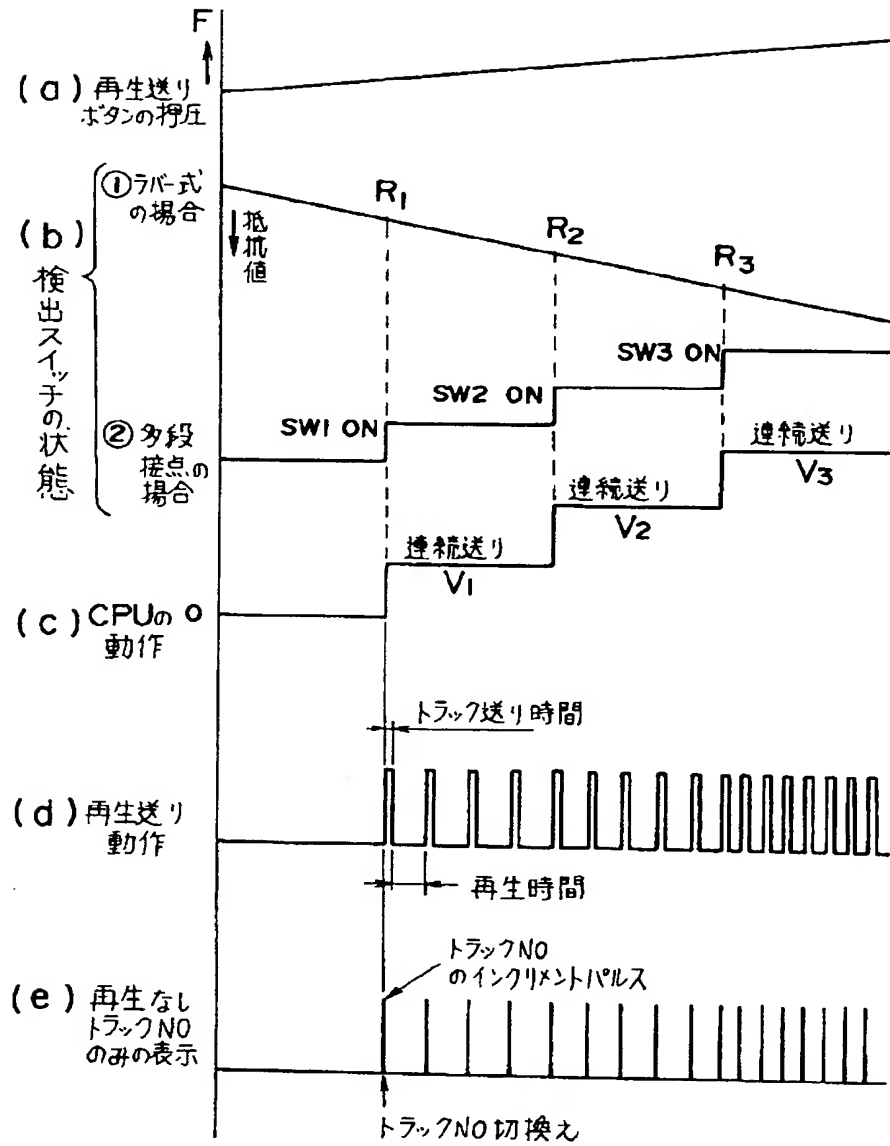 F
(a) 再生送り
ボタンの押圧
(b)
検出スイッチの状態
①ラバー式
の場合
抵抗値
R1
R2
R3
SW1 ON
SW2 ON
SW3 ON
②多段
接点の
場合
連続送り
V1
連続送り
V2
連続送り
V3
(c) CPUの 0
動作
トラック送り時間
(d) 再生送り
動作
再生時間
トラックNO
のインクリメントパルス
(e) 再生なし
トラックNO
のみの表示
トラックNO切換え